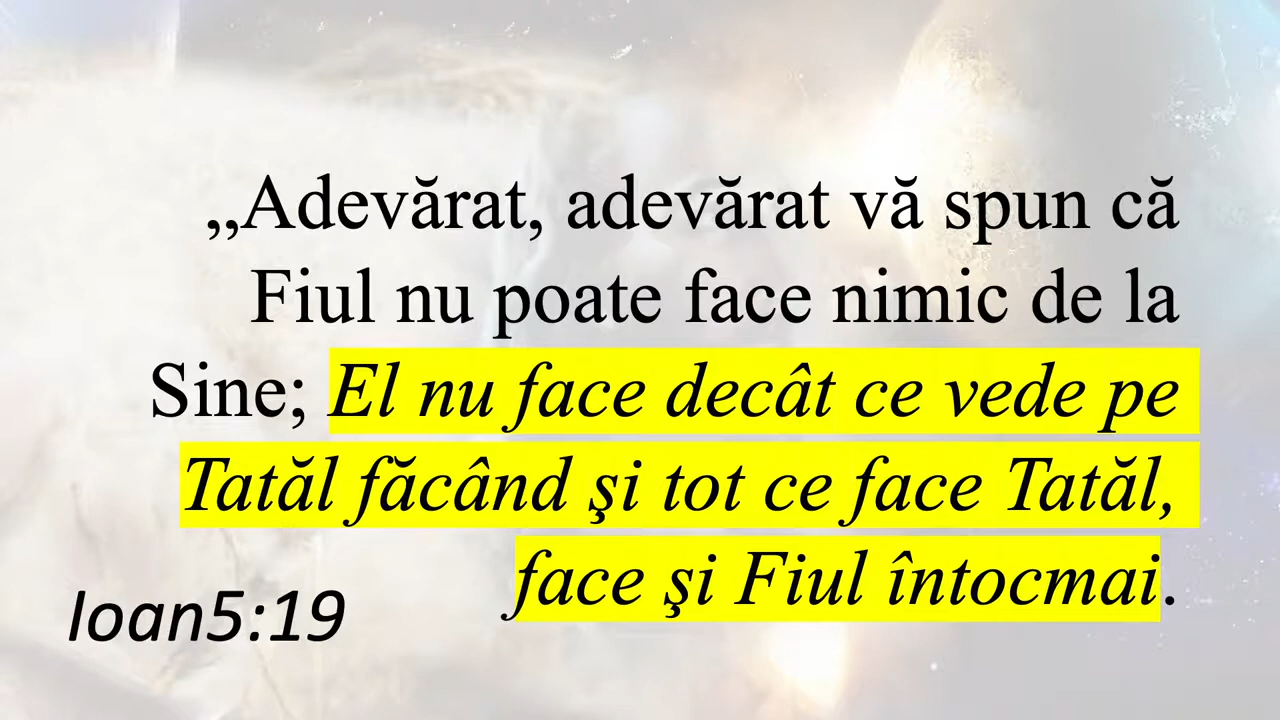 „Adevărat, adevărat vă spun că
Fiul nu poate face nimic de la
Sine; El nu face decât ce vede pe
Tatăl făcând şi tot ce face Tatăl,
face şi Fiul întocmai.
Ioan5:19